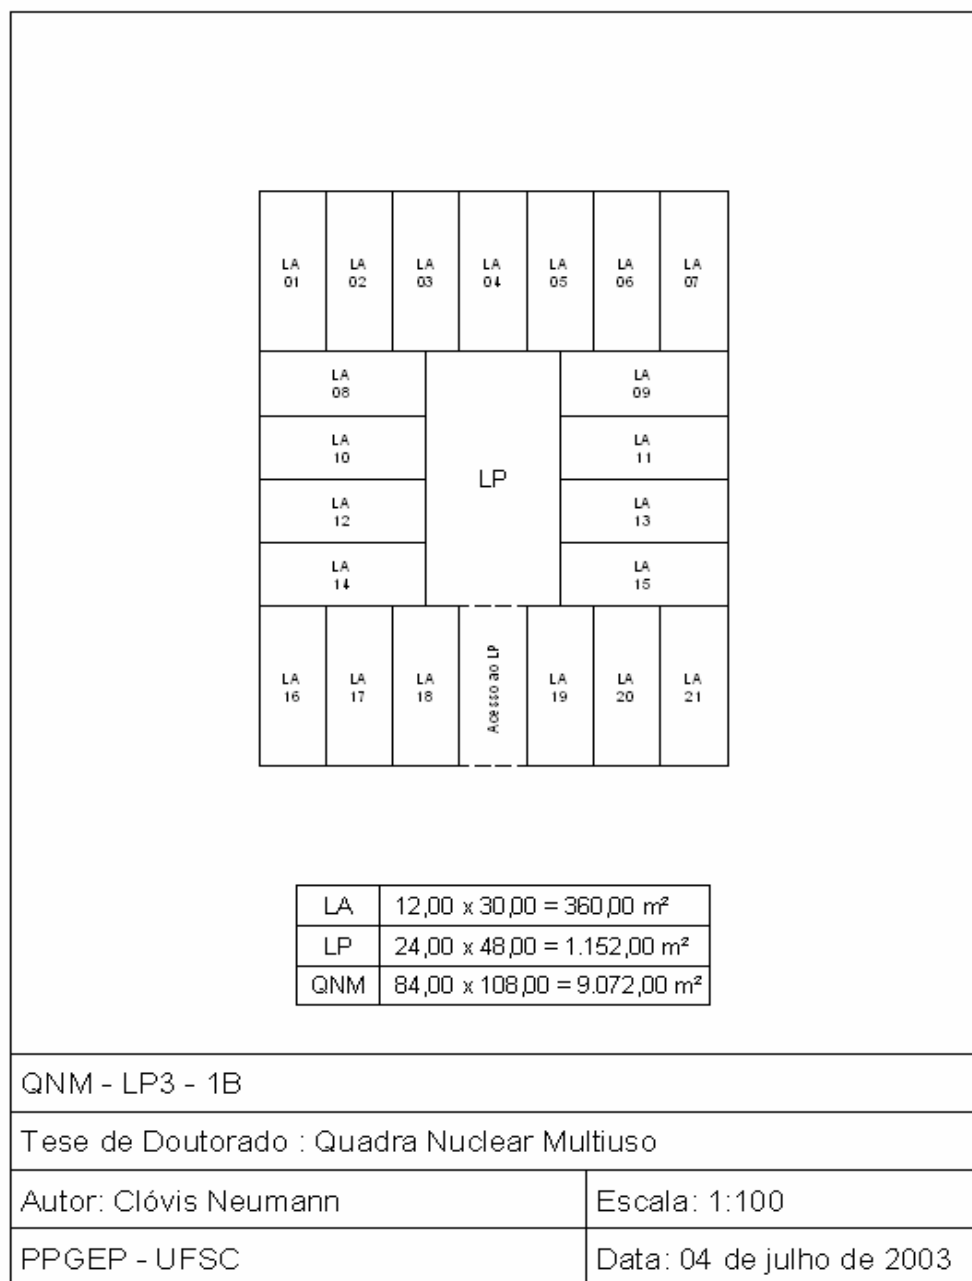 LA
01
LA
02
LA
03
LA
04
LA
05
LA
06
LA
07
LA
08
LA
09
LA
10
LA
11
LP
LA
12
LA
13
LA
14
LA
15
LA
16
LA
17
LA
18
Acesso ao LP
LA
19
LA
20
LA
21
LA 12,00 x 30,00 = 360,00 m²
LP 24,00 x 48,00 = 1.152,00 m²
QNM 84,00 x 108,00 = 9.072,00 m²
QNM - LP3 - 1B
Tese de Doutorado : Quadra Nuclear Multiuso
Autor: Clóvis Neumann
Escala: 1:100
PPGEP - UFSC
Data: 04 de julho de 2003